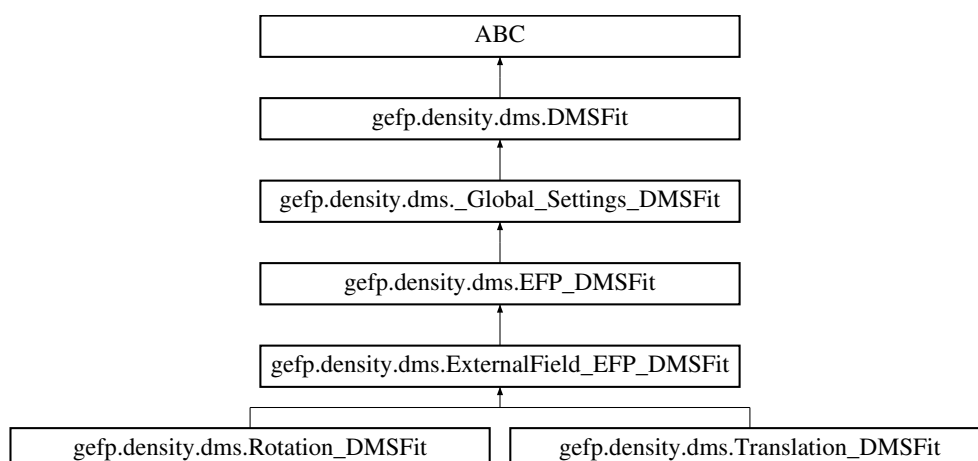 ABC
gefp.density.dms.DMSFit
gefp.density.dms._Global_Settings_DMSFit
gefp.density.dms.EFP_DMSFit
gefp.density.dms.ExternalField_EFP_DMSFit
gefp.density.dms.Rotation_DMSFit
gefp.density.dms.Translation_DMSFit